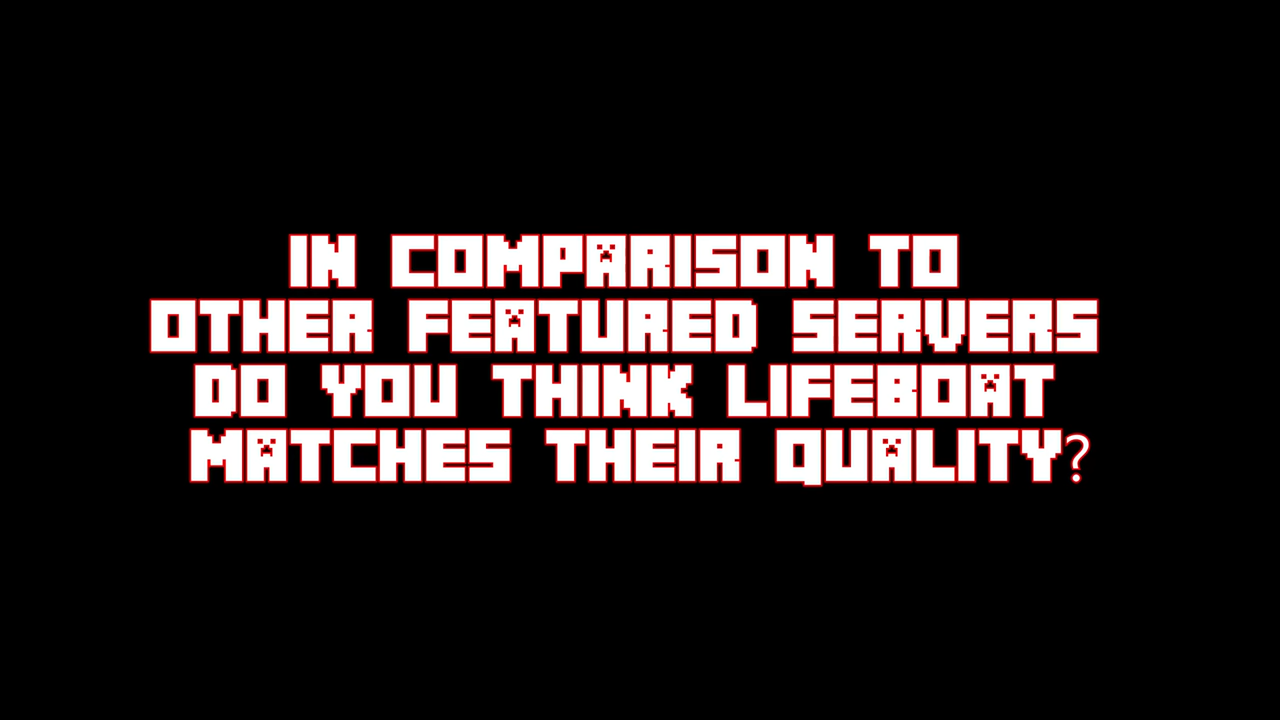 IN COMPARISON TO
OTHER FEATURED SERVERS
DO YOU THINK LIFEBOAT
MATCHES THEIR QUALITY?